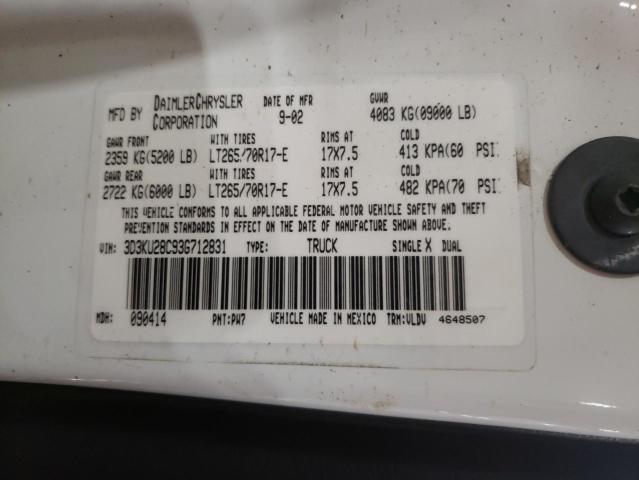 MFD BY DAIMLERCHRYSLER CORPORATION DATE OF MFR 9-02 GVWR 4083 KG(09000 LB)
GAWR FRONT WITH TIRES RIMS AT COLD
2359 KG(5200 LB) LT265/70R17-E 17X7.5 413 KPA(60 PSI)
GAWR REAR WITH TIRES RIMS AT COLD
2722 KG(6000 LB) LT265/70R17-E 17X7.5 482 KPA(70 PSI)
THIS VEHICLE CONFORMS TO ALL APPLICABLE FEDERAL MOTOR VEHICLE SAFETY AND THEFT
PREVENTION STANDARDS IN EFFECT ON THE DATE OF MANUFACTURE SHOWN ABOVE.
VIN: 3D3KU28C93G712831 TYPE: TRUCK SINGLE X DUAL
MDH: 090414 PNT:PW7 VEHICLE MADE IN MEXICO TRM:VLDV 4648507